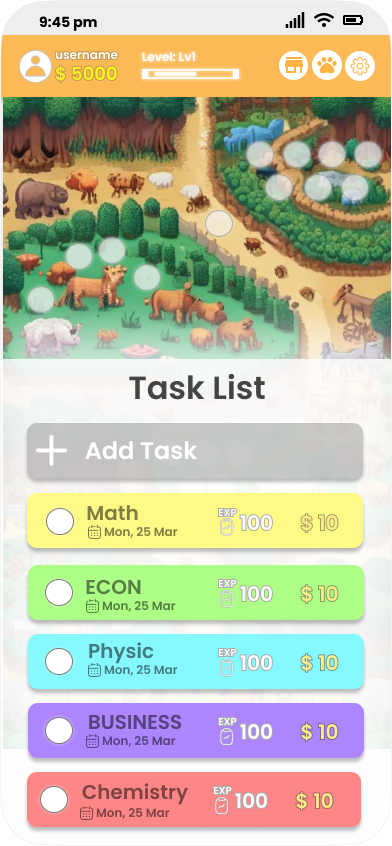 9:45 pm
username
$ 5000
Level: Lv1
Task List
Add Task
Math
Mon, 25 Mar
EXP
100
$ 10
ECON
Mon, 25 Mar
EXP
100
$ 10
Physic
Mon, 25 Mar
EXP
100
$ 10
BUSINESS
Mon, 25 Mar
EXP
100
$ 10
Chemistry
Mon, 25 Mar
EXP
100
$ 10